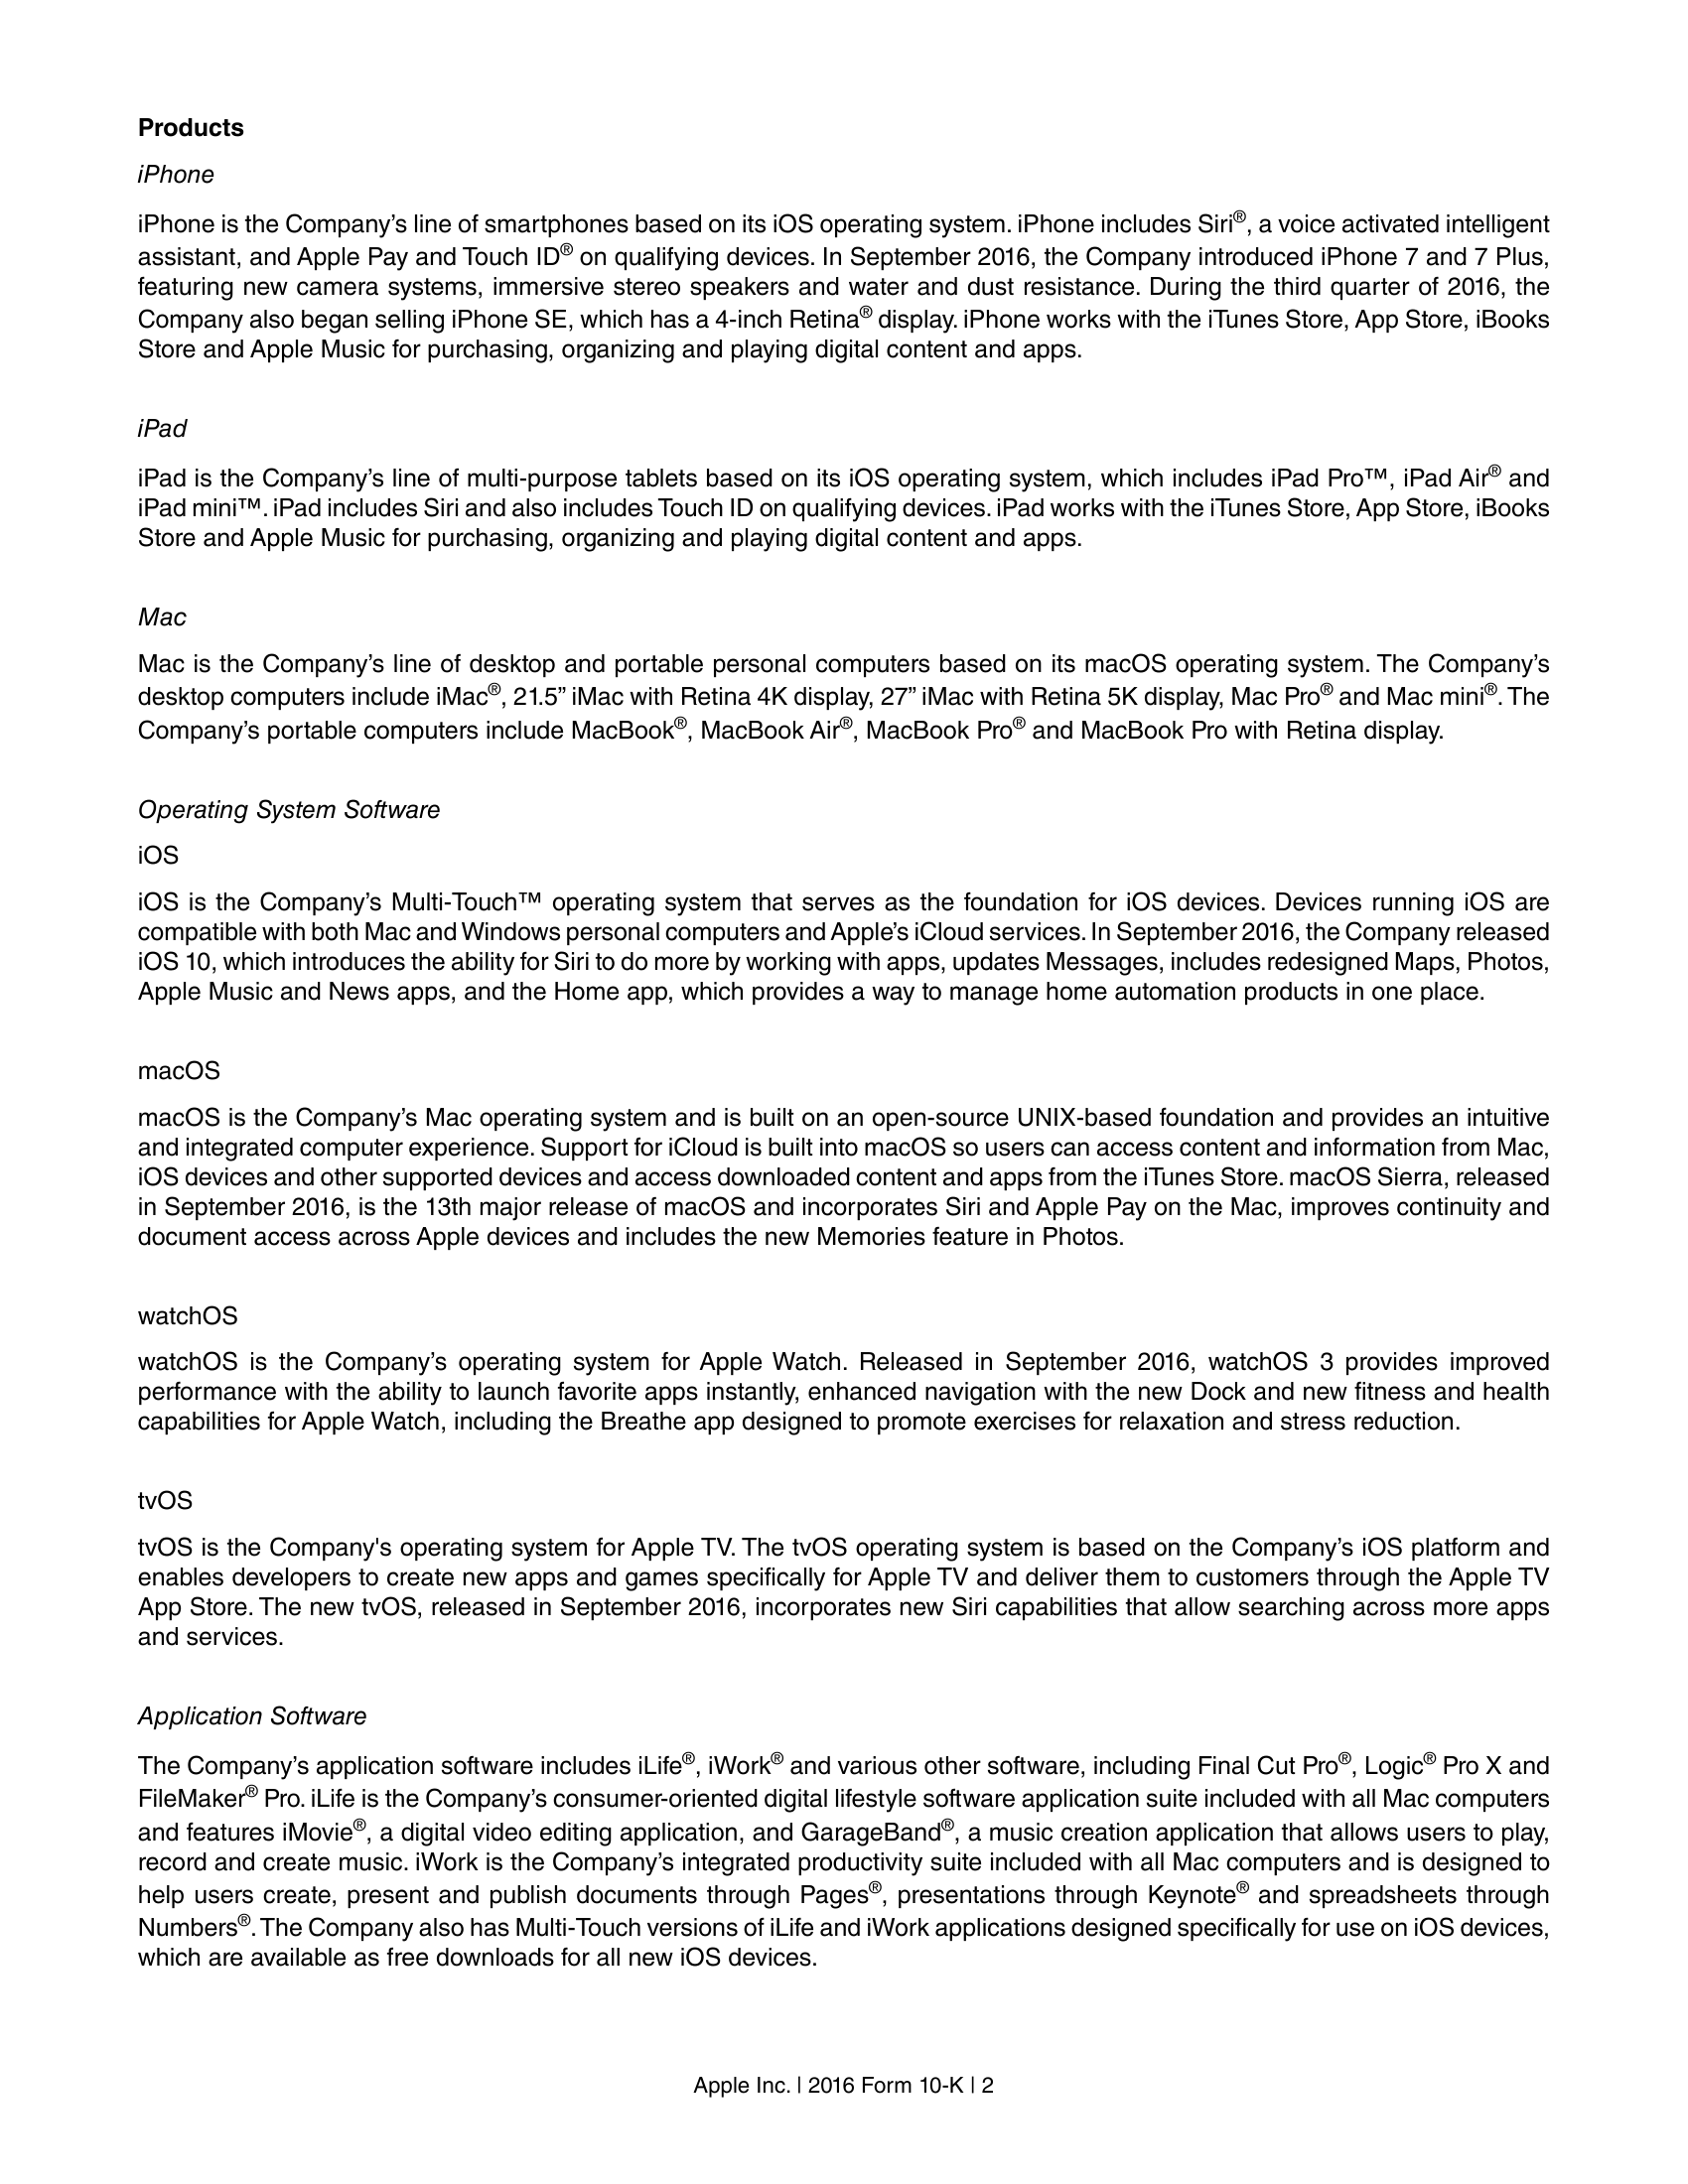 Products
iPhone
iPhone is the Company’s line of smartphones based on its iOS operating system. iPhone includes Siri®, a voice activated intelligent
assistant, and Apple Pay and Touch ID® on qualifying devices. In September 2016, the Company introduced iPhone 7 and 7 Plus,
featuring new camera systems, immersive stereo speakers and water and dust resistance. During the third quarter of 2016, the
Company also began selling iPhone SE, which has a 4-inch Retina® display. iPhone works with the iTunes Store, App Store, iBooks
Store and Apple Music for purchasing, organizing and playing digital content and apps.
iPad
iPad is the Company’s line of multi-purpose tablets based on its iOS operating system, which includes iPad Pro™, iPad Air® and
iPad mini™. iPad includes Siri and also includes Touch ID on qualifying devices. iPad works with the iTunes Store, App Store, iBooks
Store and Apple Music for purchasing, organizing and playing digital content and apps.
Mac
Mac is the Company’s line of desktop and portable personal computers based on its macOS operating system. The Company’s
desktop computers include iMac®, 21.5” iMac with Retina 4K display, 27” iMac with Retina 5K display, Mac Pro® and Mac mini®. The
Company’s portable computers include MacBook®, MacBook Air®, MacBook Pro® and MacBook Pro with Retina display.
Operating System Software
iOS
iOS is the Company’s Multi-Touch™ operating system that serves as the foundation for iOS devices. Devices running iOS are
compatible with both Mac and Windows personal computers and Apple’s iCloud services. In September 2016, the Company released
iOS 10, which introduces the ability for Siri to do more by working with apps, updates Messages, includes redesigned Maps, Photos,
Apple Music and News apps, and the Home app, which provides a way to manage home automation products in one place.
macOS
macOS is the Company’s Mac operating system and is built on an open-source UNIX-based foundation and provides an intuitive
and integrated computer experience. Support for iCloud is built into macOS so users can access content and information from Mac,
iOS devices and other supported devices and access downloaded content and apps from the iTunes Store. macOS Sierra, released
in September 2016, is the 13th major release of macOS and incorporates Siri and Apple Pay on the Mac, improves continuity and
document access across Apple devices and includes the new Memories feature in Photos.
watchOS
watchOS is the Company’s operating system for Apple Watch. Released in September 2016, watchOS 3 provides improved
performance with the ability to launch favorite apps instantly, enhanced navigation with the new Dock and new fitness and health
capabilities for Apple Watch, including the Breathe app designed to promote exercises for relaxation and stress reduction.
tvOS
tvOS is the Company's operating system for Apple TV. The tvOS operating system is based on the Company’s iOS platform and
enables developers to create new apps and games specifically for Apple TV and deliver them to customers through the Apple TV
App Store. The new tvOS, released in September 2016, incorporates new Siri capabilities that allow searching across more apps
and services.
Application Software
The Company’s application software includes iLife®, iWork® and various other software, including Final Cut Pro®, Logic® Pro X and
FileMaker® Pro. iLife is the Company’s consumer-oriented digital lifestyle software application suite included with all Mac computers
and features iMovie®, a digital video editing application, and GarageBand®, a music creation application that allows users to play,
record and create music. iWork is the Company’s integrated productivity suite included with all Mac computers and is designed to
help users create, present and publish documents through Pages®, presentations through Keynote® and spreadsheets through
Numbers®. The Company also has Multi-Touch versions of iLife and iWork applications designed specifically for use on iOS devices,
which are available as free downloads for all new iOS devices.
Apple Inc. | 2016 Form 10-K | 2